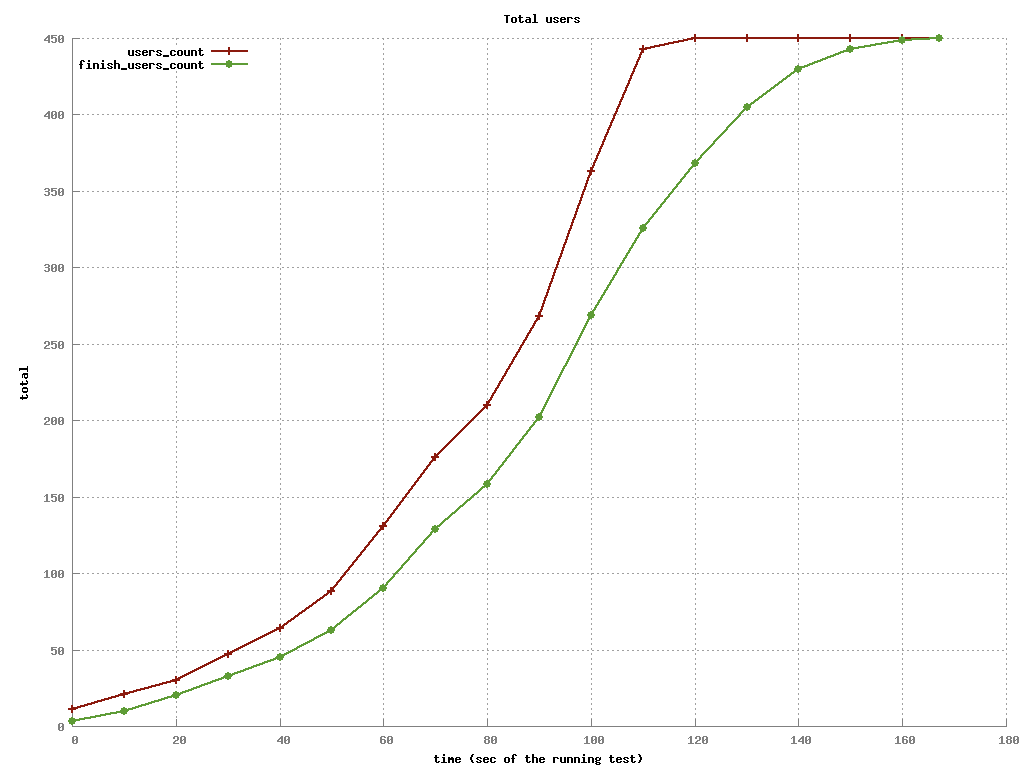 Total users
users_count
finish_users_count
450
400
350
300
250
200
150
100
50
0
total
0 20 40 60 80 100 120 140 160 180
time (sec of the running test)